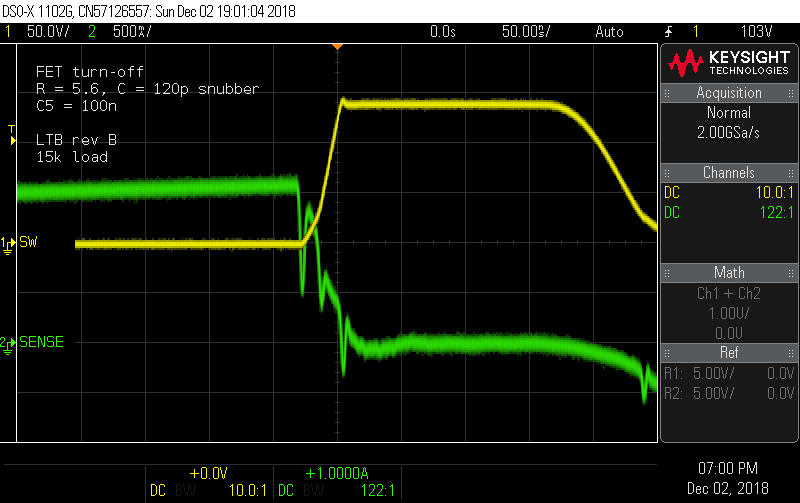 DSO-X 1102G, CN57126557: Sun Dec 02 19:01:04 2018
1 50.0V/ 2 500㎃/ 0.0s 50.00ns/ Auto 1 103V
KEYSIGHT
TECHNOLOGIES
FET turn-off
R = 5.6, C = 120p snubber
C5 = 100n
LTB rev B
15k load
Acquisition
Normal
2.00GSa/s
Channels
DC 10.0:1
DC 122:1
T
1 SW
2 SENSE
Math
Ch1 + Ch2
1.00V/
0.0V
Ref
R1: 5.00V/ 0.0V
R2: 5.00V/ 0.0V
+0.0V
DC BW 10.0:1
+1.0000A
DC BW 122:1
07:00 PM
Dec 02, 2018